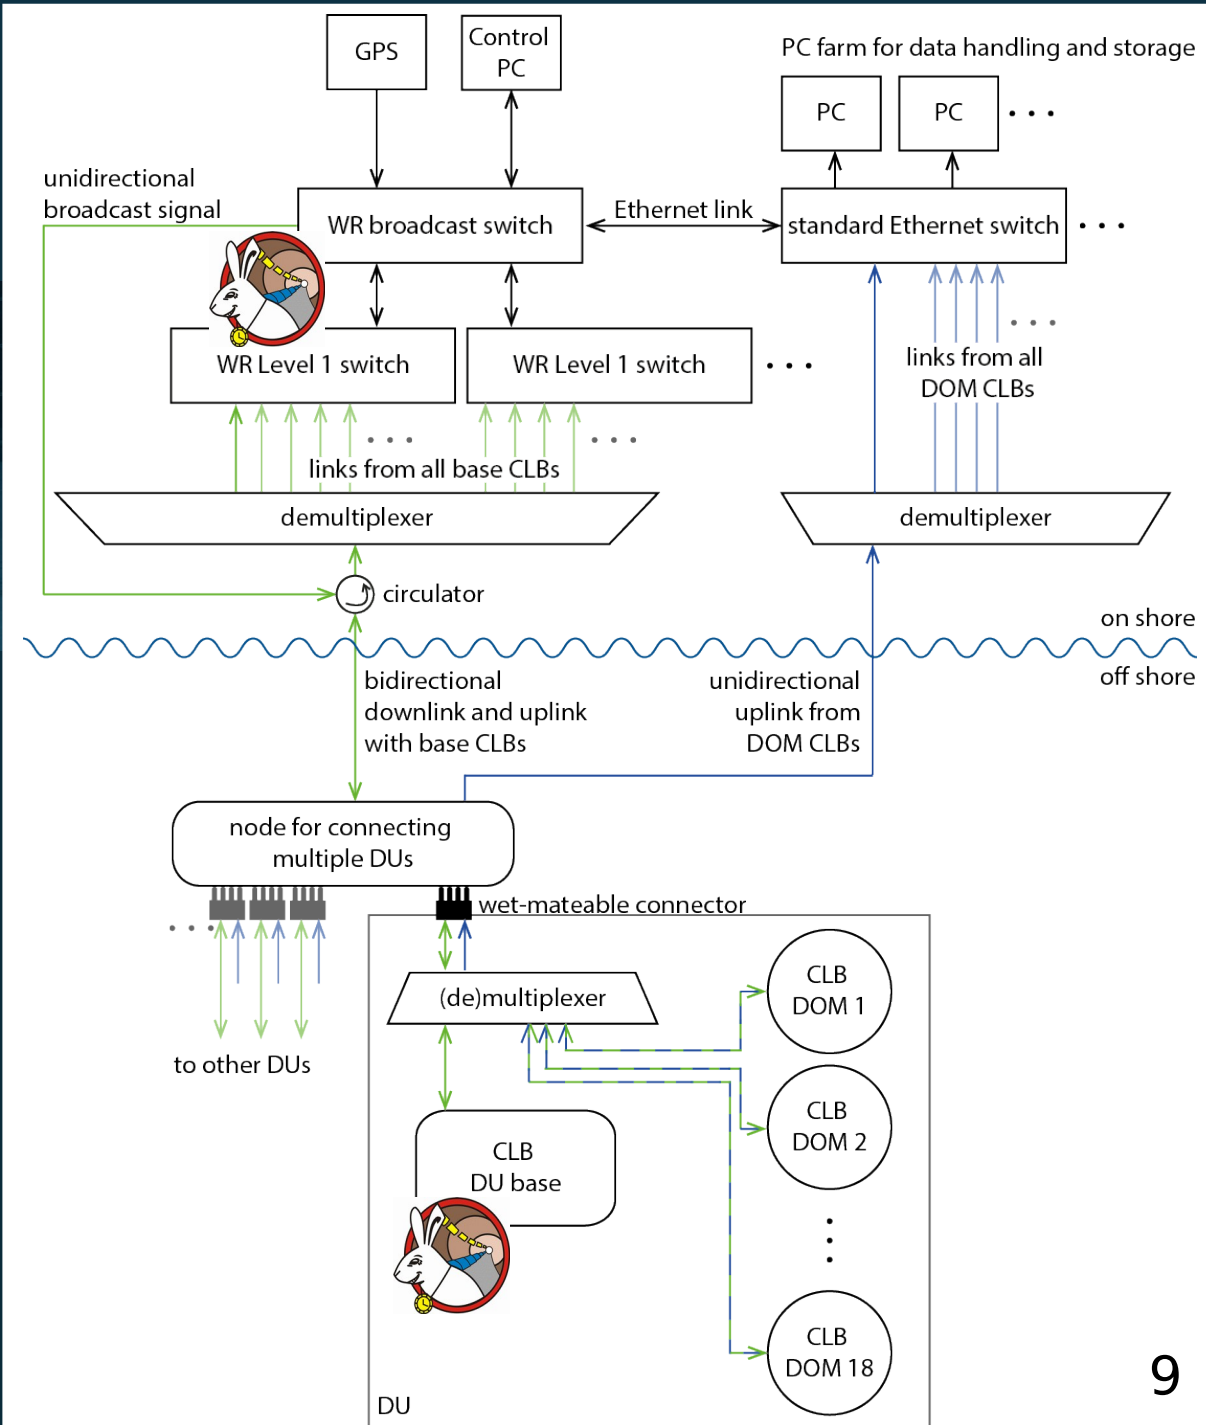 GPS
Control
PC
PC farm for data handling and storage
PC
PC
unidirectional
broadcast signal
WR broadcast switch
Ethernet link
standard Ethernet switch
WR Level 1 switch
WR Level 1 switch
links from all
DOM CLBs
links from all base CLBs
demultiplexer
demultiplexer
circulator
on shore
off shore
bidirectional
downlink and uplink
with base CLBs
unidirectional
uplink from
DOM CLBs
node for connecting
multiple DUs
wet-mateable connector
(de)multiplexer
CLB
DOM 1
to other DUs
CLB
DOM 2
CLB
DU base
CLB
DOM 18
DU
9